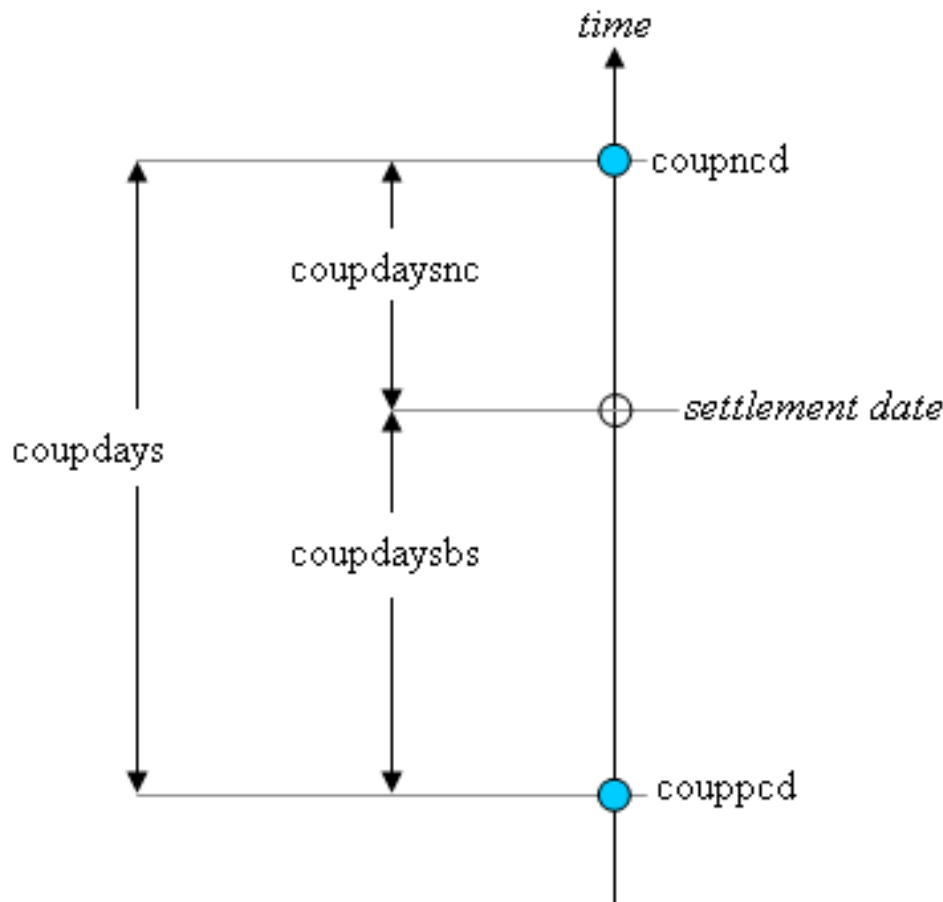 time
coupncd
coupdaysnc
settlement date
coupdays
coupdaysbs
couppcd